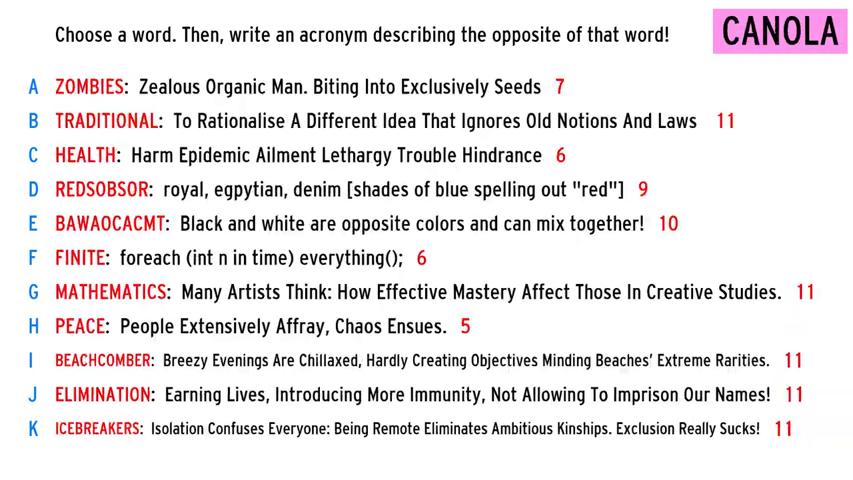 Choose a word. Then, write an acronym describing the opposite of that word!
CANOLA
A ZOMBIES: Zealous Organic Man. Biting Into Exclusively Seeds 7
B TRADITIONAL: To Rationalise A Different Idea That Ignores Old Notions And Laws 11
C HEALTH: Harm Epidemic Ailment Lethargy Trouble Hindrance 6
D REDSOBSOR: royal, egpytian, denim [shades of blue spelling out "red"] 9
E BAWAOCACMT: Black and white are opposite colors and can mix together! 10
F FINITE: foreach (int n in time) everything(); 6
G MATHEMATICS: Many Artists Think: How Effective Mastery Affect Those In Creative Studies. 11
H PEACE: People Extensively Affray, Chaos Ensues. 5
I BEACHCOMBER: Breezy Evenings Are Chillaxed, Hardly Creating Objectives Minding Beaches' Extreme Rarities. 11
J ELIMINATION: Earning Lives, Introducing More Immunity, Not Allowing To Imprison Our Names! 11
K ICEBREAKERS: Isolation Confuses Everyone: Being Remote Eliminates Ambitious Kinships. Exclusion Really Sucks! 11